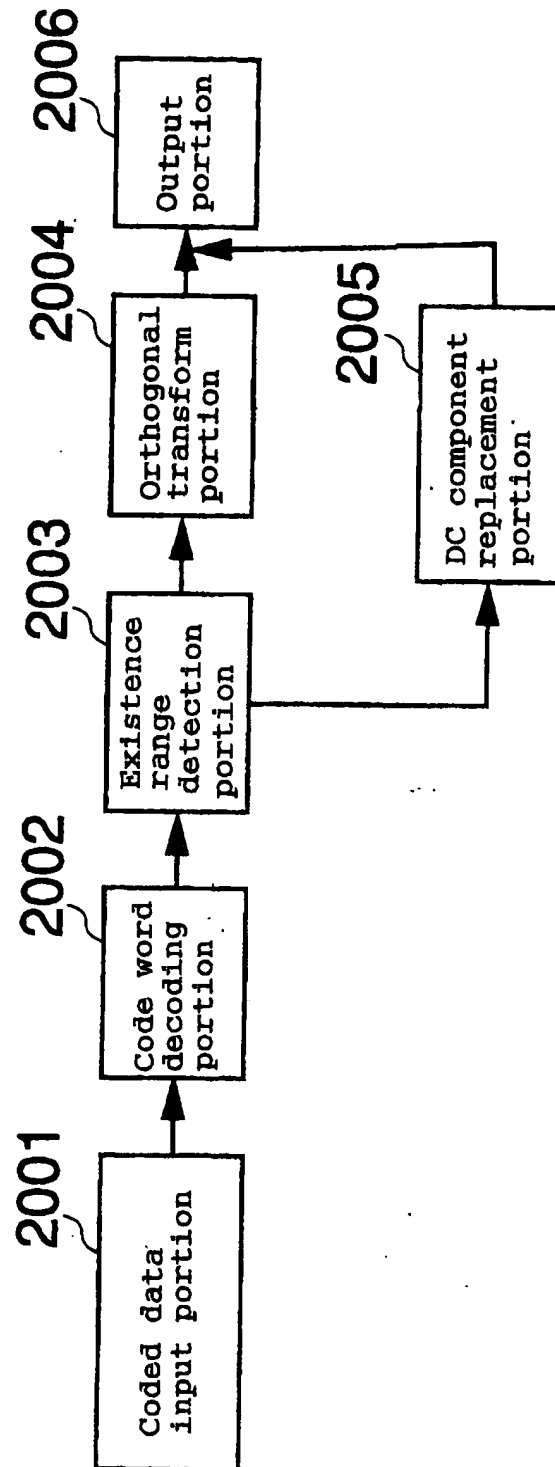 2001
Coded data
input portion
2002
Code word
decoding
portion
2003
Existence
range
detection
portion
2004
Orthogonal
transform
portion
2005
DC component
replacement
portion
2006
Output
portion